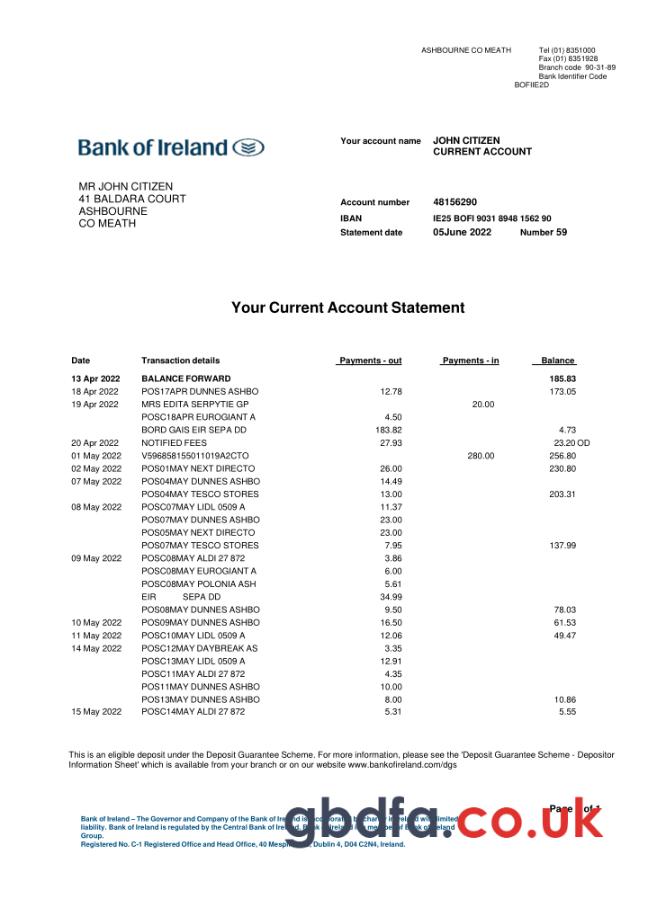 ASHBOURNE CO MEATH Tel (01) 8351000
Fax (01) 8351928
Branch code 90-31-89
Bank Identifier Code
BOFIIE2D
Bank of Ireland
Your account name JOHN CITIZEN
CURRENT ACCOUNT
MR JOHN CITIZEN
41 BALDARA COURT
ASHBOURNE
CO MEATH
Account number 48156290
IBAN IE25 BOFI 9031 8948 1562 90
Statement date 05June 2022 Number 59
Your Current Account Statement
Date Transaction details Payments - out Payments - in Balance
13 Apr 2022 BALANCE FORWARD 185.83
18 Apr 2022 POS17APR DUNNES ASHBO 12.78 173.05
19 Apr 2022 MRS EDITA SERPYTIE GP 20.00
POSC18APR EUROGIANT A 4.50
BORD GAIS EIR SEPA DD 183.82 4.73
20 Apr 2022 NOTIFIED FEES 27.93 23.20 OD
01 May 2022 V596858155011019A2CTO 280.00 256.80
02 May 2022 POS01MAY NEXT DIRECTO 26.00 230.80
07 May 2022 POS04MAY DUNNES ASHBO 14.49
POS04MAY TESCO STORES 13.00 203.31
08 May 2022 POSC07MAY LIDL 0509 A 11.37
POS07MAY DUNNES ASHBO 23.00
POS05MAY NEXT DIRECTO 23.00
POS07MAY TESCO STORES 7.95 137.99
09 May 2022 POSC08MAY ALDI 27 872 3.86
POSC08MAY EUROGIANT A 6.00
POSC08MAY POLONIA ASH 5.61
EIR SEPA DD 34.99
POS08MAY DUNNES ASHBO 9.50 78.03
10 May 2022 POS09MAY DUNNES ASHBO 16.50 61.53
11 May 2022 POSC10MAY LIDL 0509 A 12.06 49.47
14 May 2022 POSC12MAY DAYBREAK AS 3.35
POSC13MAY LIDL 0509 A 12.91
POSC11MAY ALDI 27 872 4.35
POS11MAY DUNNES ASHBO 10.00
POS13MAY DUNNES ASHBO 8.00 10.86
15 May 2022 POSC14MAY ALDI 27 872 5.31 5.55
This is an eligible deposit under the Deposit Guarantee Scheme. For more information, please see the 'Deposit Guarantee Scheme - Depositor
Information Sheet' which is available from your branch or on our website www.bankofireland.com/dgs
Page of 1
Bank of Ireland – The Governor and Company of the Bank of Ireland limited
liability. Bank of Ireland is regulated by the Central Bank of Ireland
Group.
Registered No. C-1 Registered Office and Head Office, 40 Dublin 4, D04 C2N4, Ireland.
gbdfa.co.uk